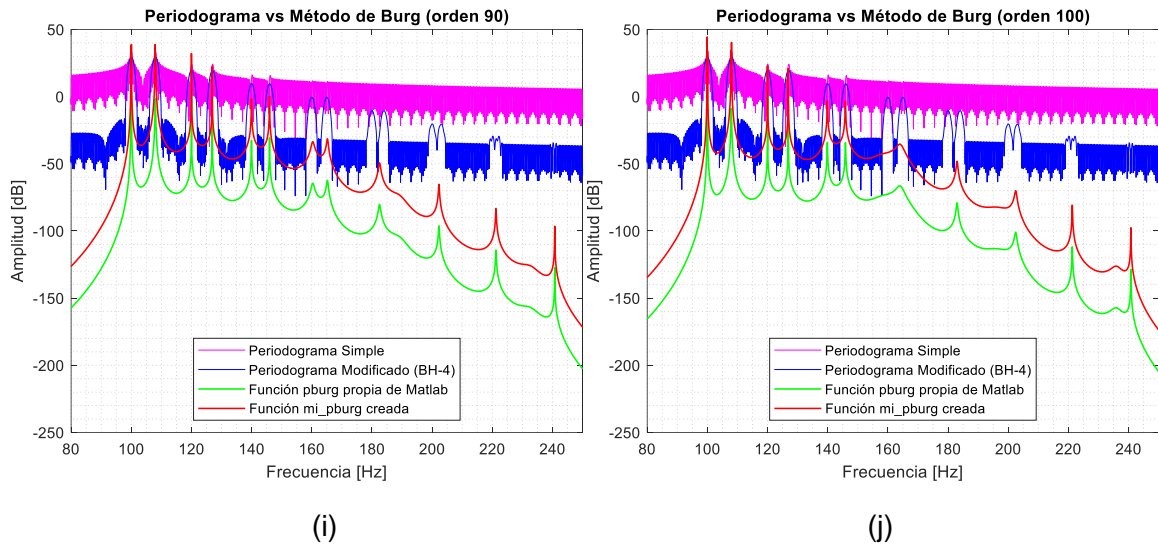 Periodograma vs Método de Burg (orden 90)
50
0
-50
-100
-150
-200
-250
Amplitud [dB]
80 100 120 140 160 180 200 220 240
Frecuencia [Hz]
Periodograma Simple
Periodograma Modificado (BH-4)
Función pburg propia de Matlab
Función mi_pburg creada
(i)
Periodograma vs Método de Burg (orden 100)
50
0
-50
-100
-150
-200
-250
Amplitud [dB]
80 100 120 140 160 180 200 220 240
Frecuencia [Hz]
Periodograma Simple
Periodograma Modificado (BH-4)
Función pburg propia de Matlab
Función mi_pburg creada
(j)